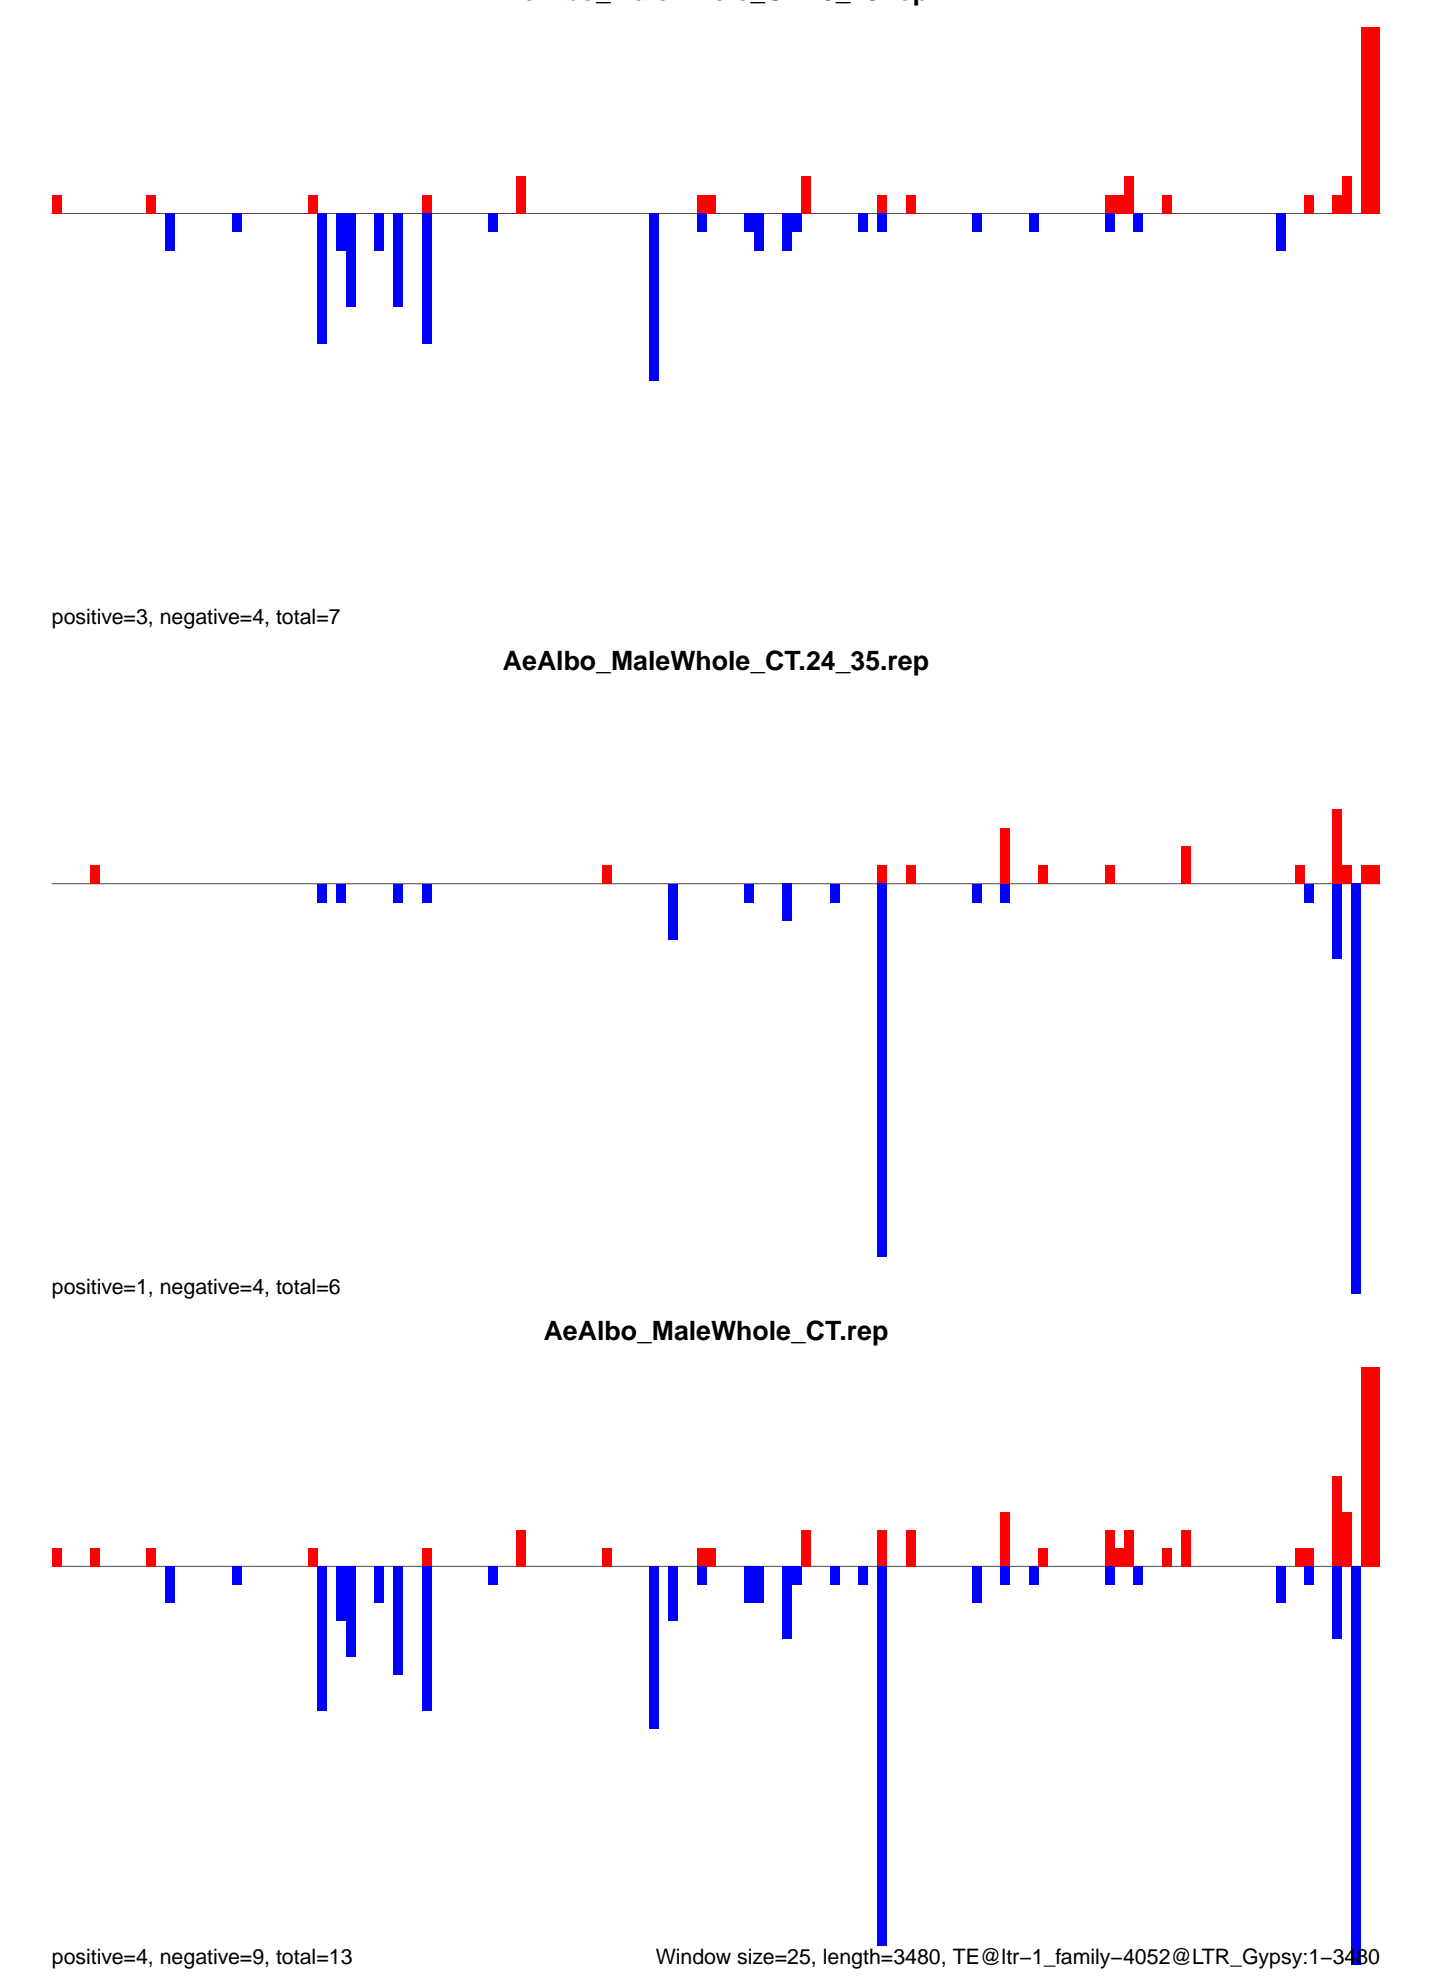 positive=3, negative=4, total=7
AeAlbo_MaleWhole_CT.24_35.rep
positive=1, negative=4, total=6
AeAlbo_MaleWhole_CT.rep
positive=4, negative=9, total=13
Window size=25, length=3480, TE@ltr−1_family−4052@LTR_Gypsy:1−3480